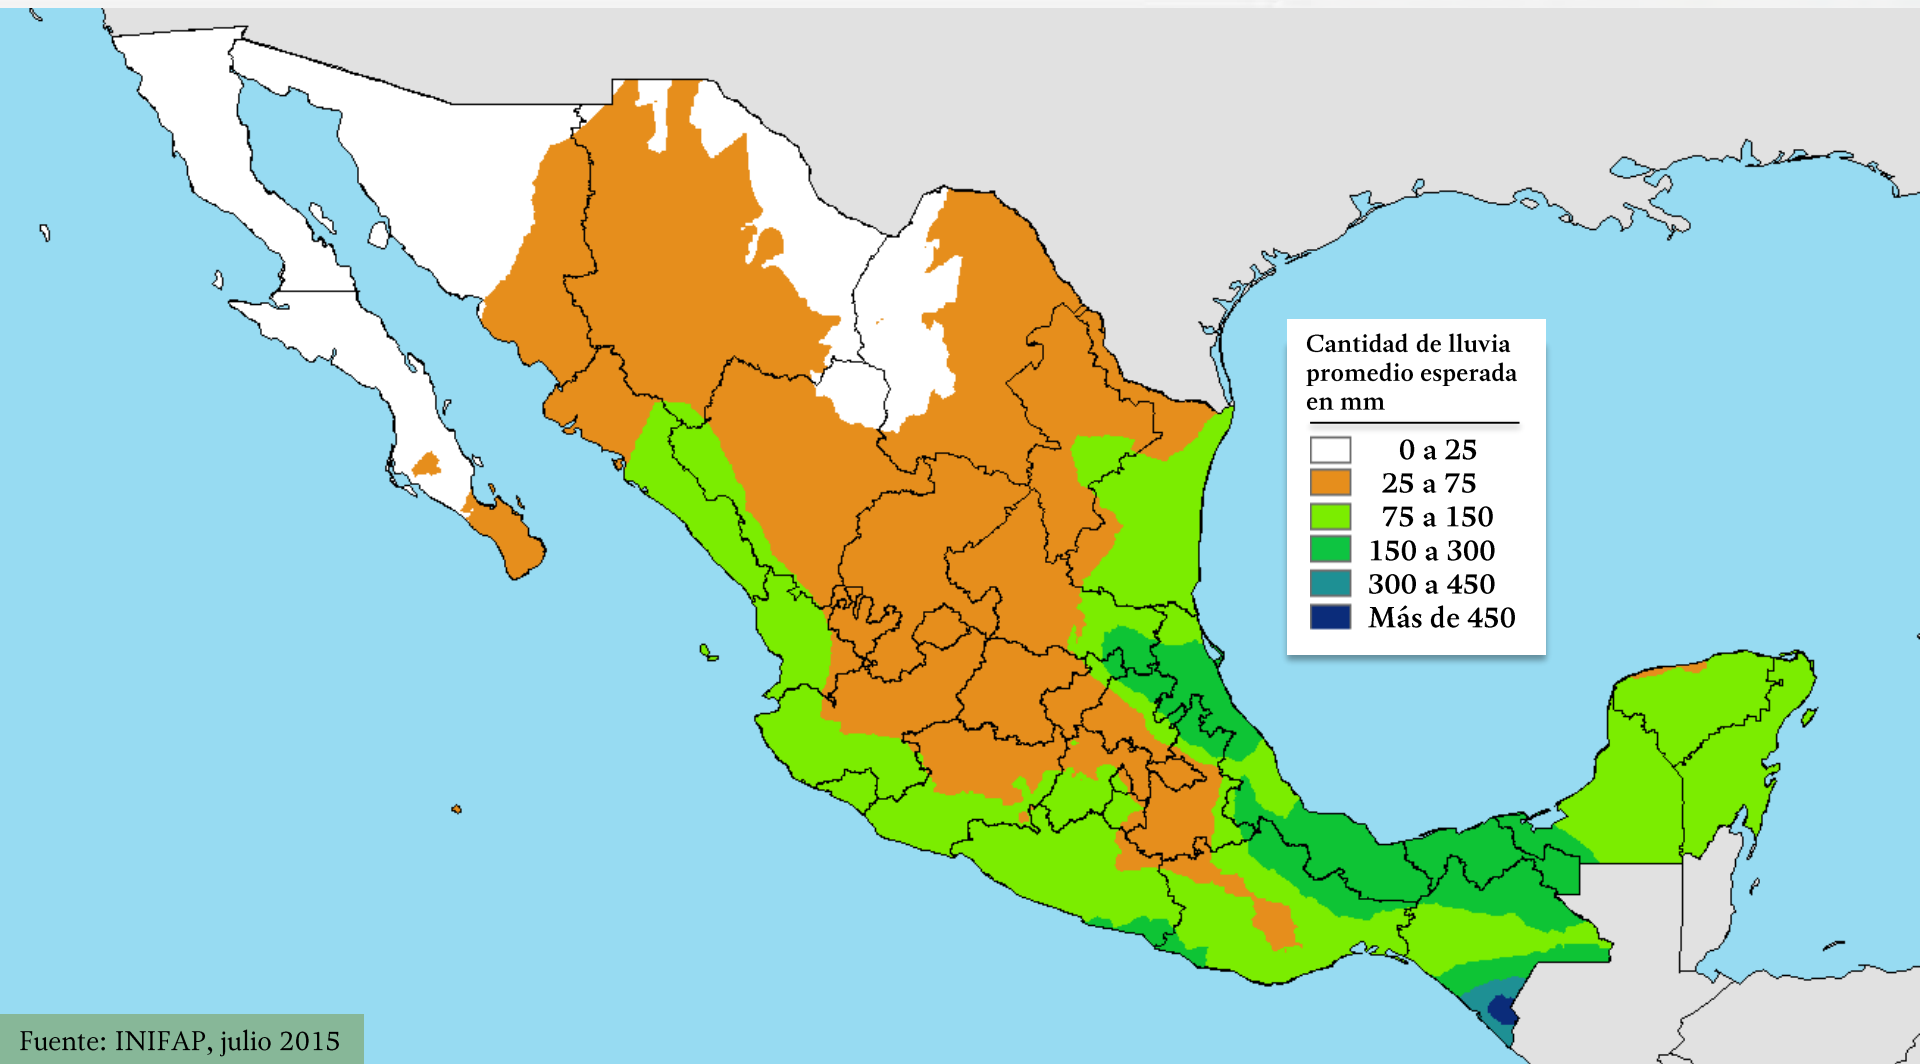 Cantidad de lluvia
promedio esperada
en mm
0 a 25
25 a 75
75 a 150
150 a 300
300 a 450
Más de 450
Fuente: INIFAP, julio 2015